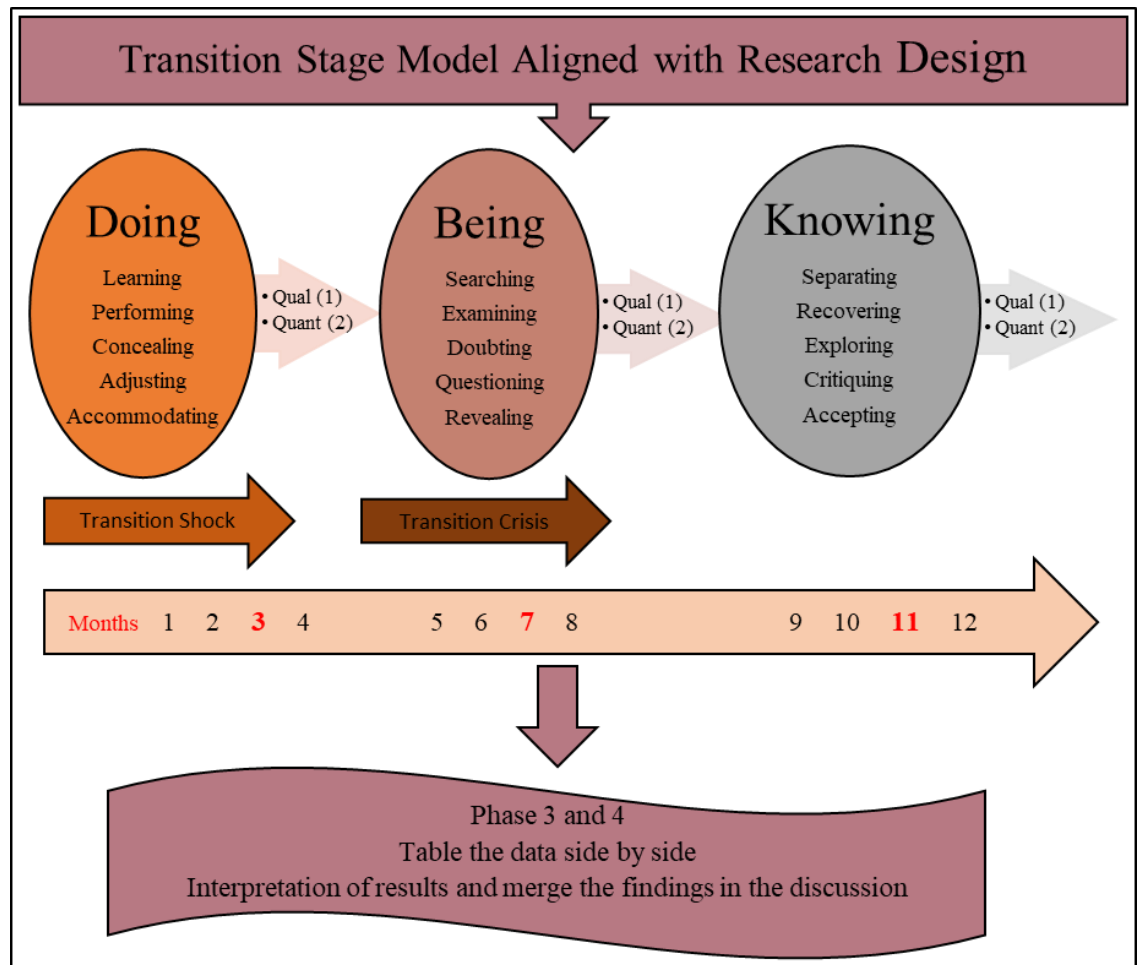 Transition Stage Model Aligned with Research Design
Doing
Learning
Performing
Concealing
Adjusting
Accommodating
• Qual (1)
• Quant (2)
Being
Searching
Examining
Doubting
Questioning
Revealing
• Qual (1)
• Quant (2)
Knowing
Separating
Recovering
Exploring
Critiquing
Accepting
• Qual (1)
• Quant (2)
Transition Shock
Transition Crisis
Months 1 2 3 4 5 6 7 8 9 10 11 12
Phase 3 and 4
Table the data side by side
Interpretation of results and merge the findings in the discussion